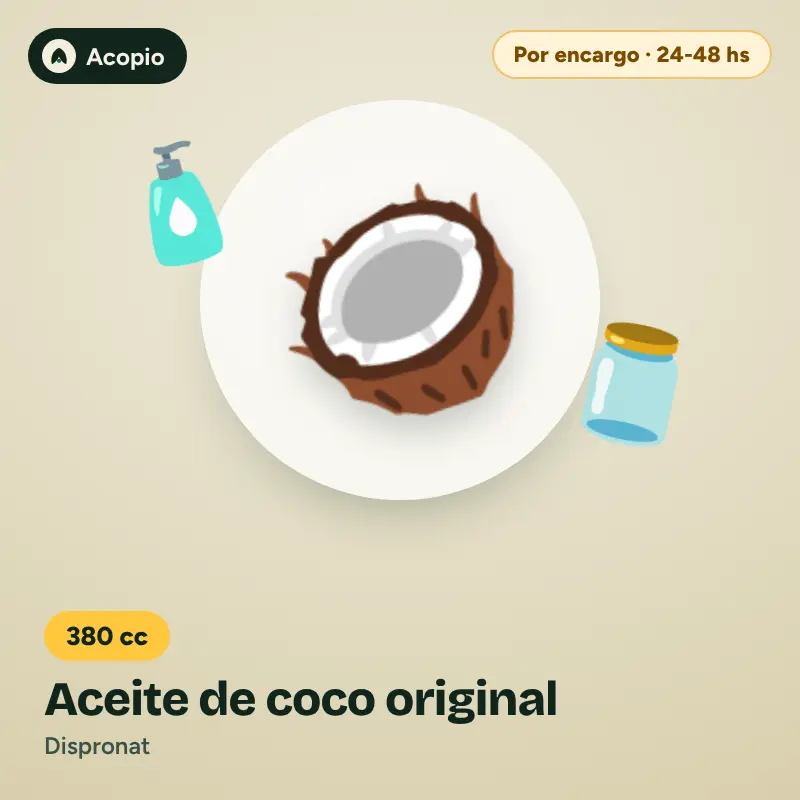 Acopio
Por encargo · 24-48 hs
380 cc
Aceite de coco original
Dispronat